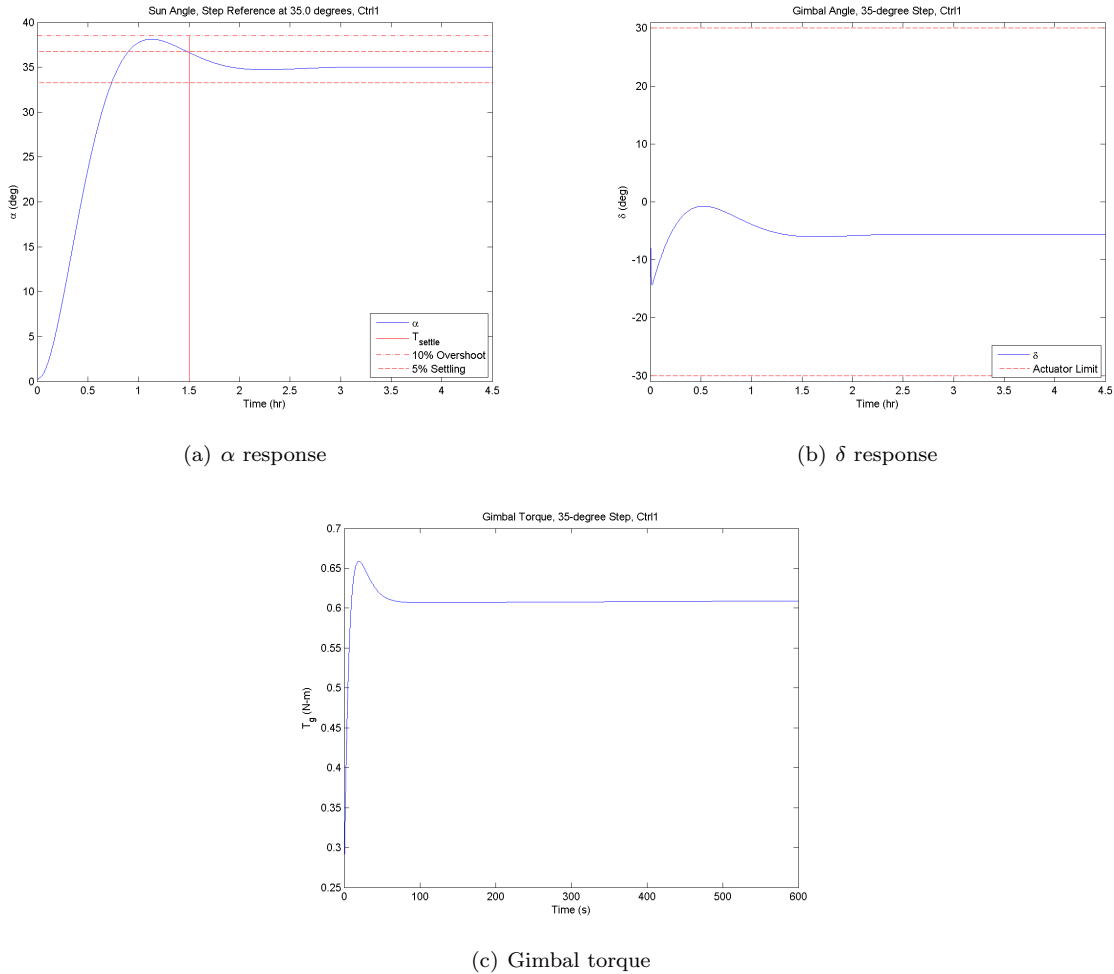 Sun Angle, Step Reference at 35.0 degrees, Ctrl1
40
35
30
25
20
15
10
5
0
α (deg)
α
T_settle
10% Overshoot
5% Settling
0 0.5 1 1.5 2 2.5 3 3.5 4 4.5
Time (hr)
(a) α response
Gimbal Angle, 35-degree Step, Ctrl1
30
20
10
0
-10
-20
-30
δ (deg)
δ
Actuator Limit
0 0.5 1 1.5 2 2.5 3 3.5 4 4.5
Time (hr)
(b) δ response
Gimbal Torque, 35-degree Step, Ctrl1
0.7
0.65
0.6
0.55
0.5
0.45
0.4
0.35
0.3
0.25
T_g (N-m)
0 100 200 300 400 500 600
Time (s)
(c) Gimbal torque